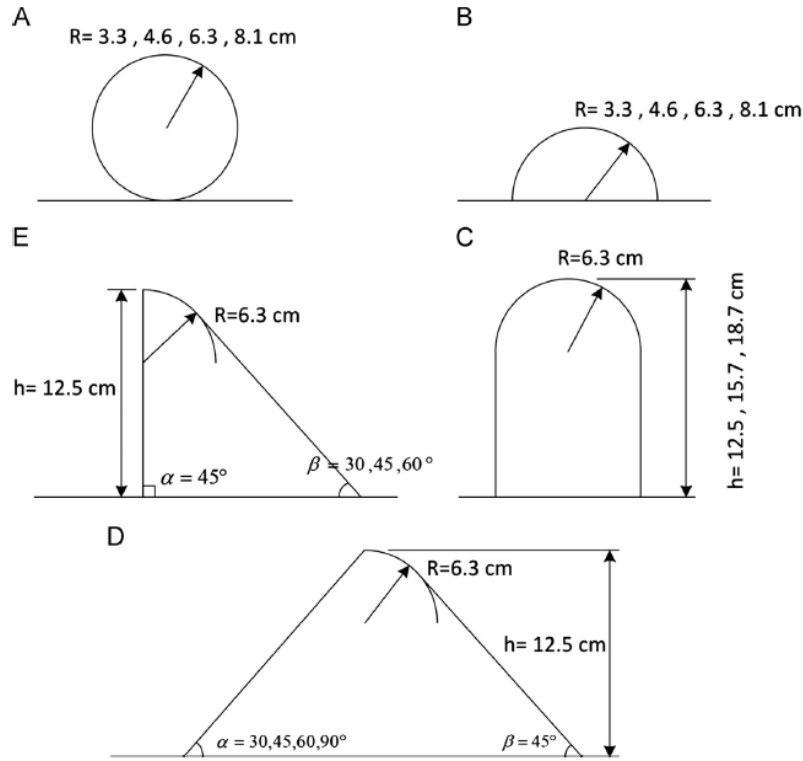 A
R= 3.3 , 4.6 , 6.3 , 8.1 cm
B
R= 3.3 , 4.6 , 6.3 , 8.1 cm
E
R=6.3 cm
h= 12.5 cm
α = 45°
β = 30 ,45,60°
C
R=6.3 cm
h= 12.5 , 15.7 , 18.7 cm
D
R=6.3 cm
h= 12.5 cm
α = 30,45,60,90°
β = 45°